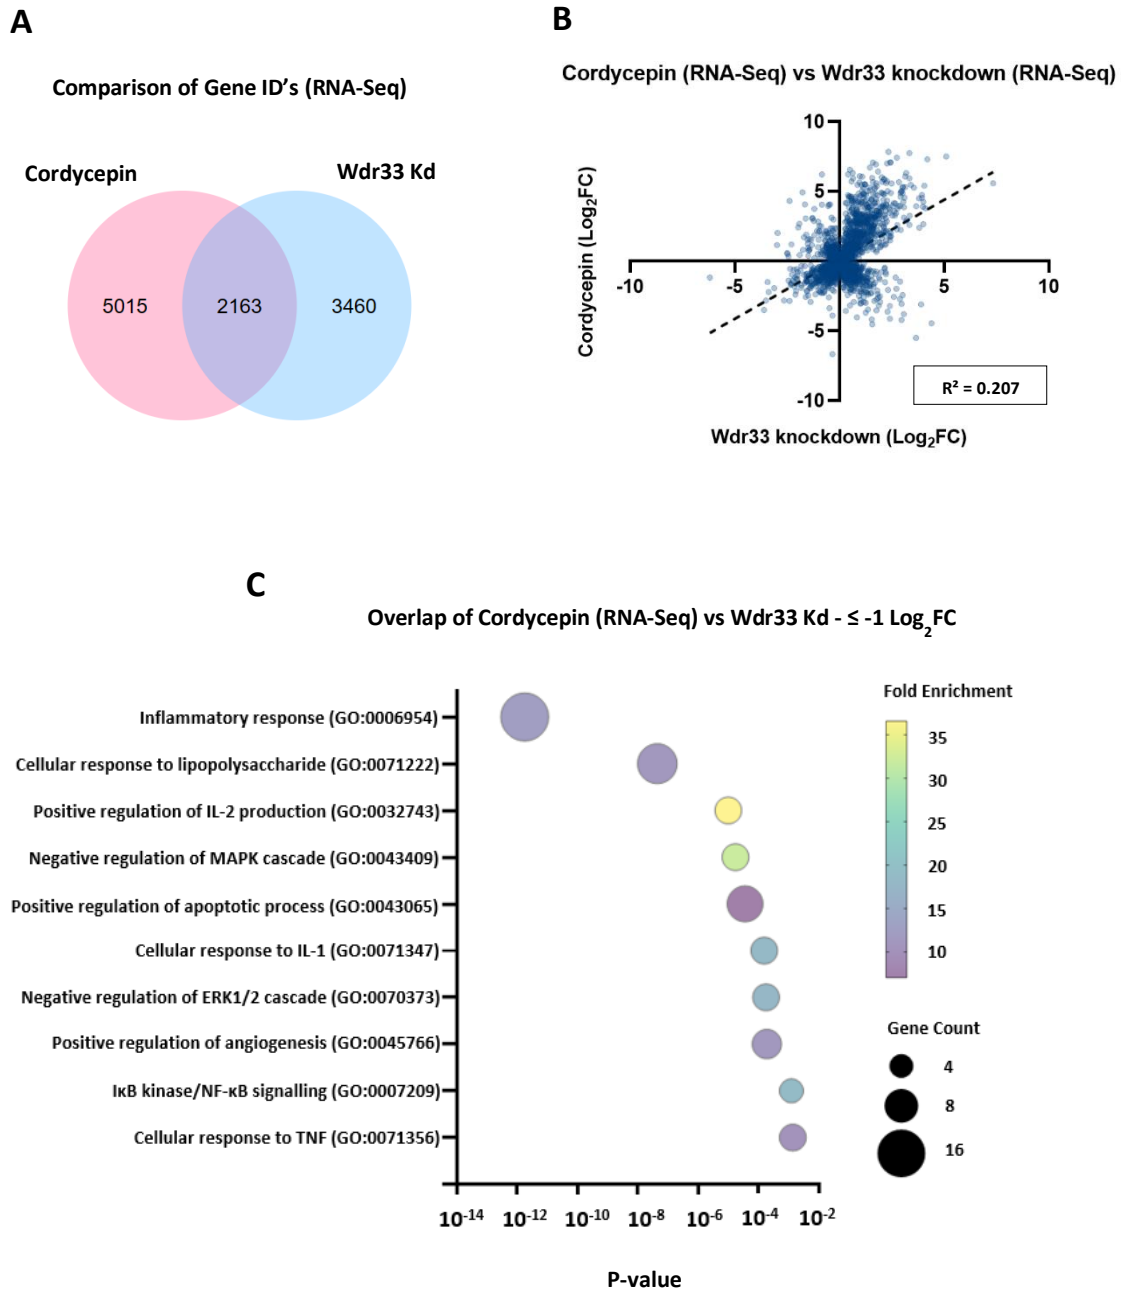 A
Comparison of Gene ID’s (RNA-Seq)
Cordycepin
Wdr33 Kd
5015
2163
3460
B
Cordycepin (RNA-Seq) vs Wdr33 knockdown (RNA-Seq)
Cordycepin (Log2FC)
10
5
-10
-5
5
10
-5
-10
R² = 0.207
Wdr33 knockdown (Log2FC)
C
Overlap of Cordycepin (RNA-Seq) vs Wdr33 Kd - ≤ -1 Log2FC
Inflammatory response (GO:0006954)
Cellular response to lipopolysaccharide (GO:0071222)
Positive regulation of IL-2 production (GO:0032743)
Negative regulation of MAPK cascade (GO:0043409)
Positive regulation of apoptotic process (GO:0043065)
Cellular response to IL-1 (GO:0071347)
Negative regulation of ERK1/2 cascade (GO:0070373)
Positive regulation of angiogenesis (GO:0045766)
IκB kinase/NF-κB signalling (GO:0007209)
Cellular response to TNF (GO:0071356)
10-14 10-12 10-10 10-8 10-6 10-4 10-2
P-value
Fold Enrichment
35
30
25
20
15
10
Gene Count
4
8
16